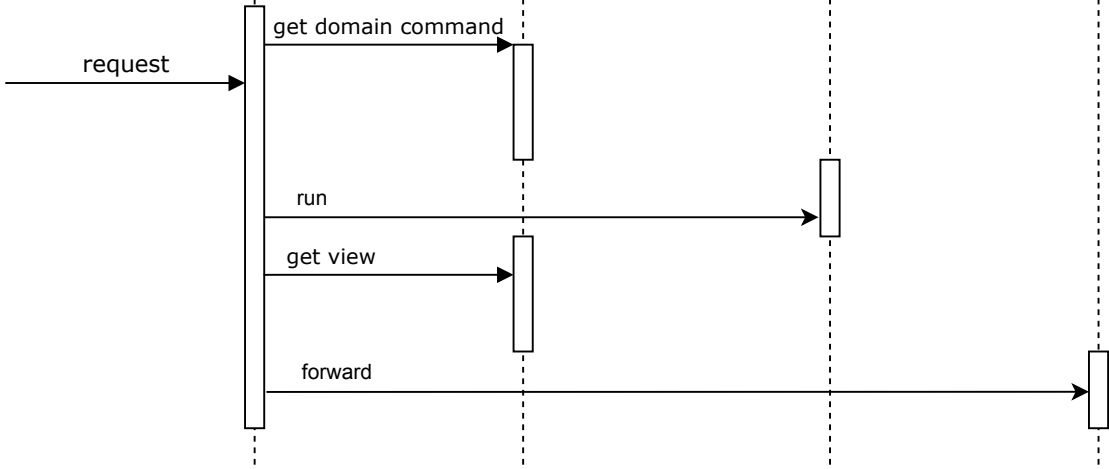 get domain command
request
run
get view
forward